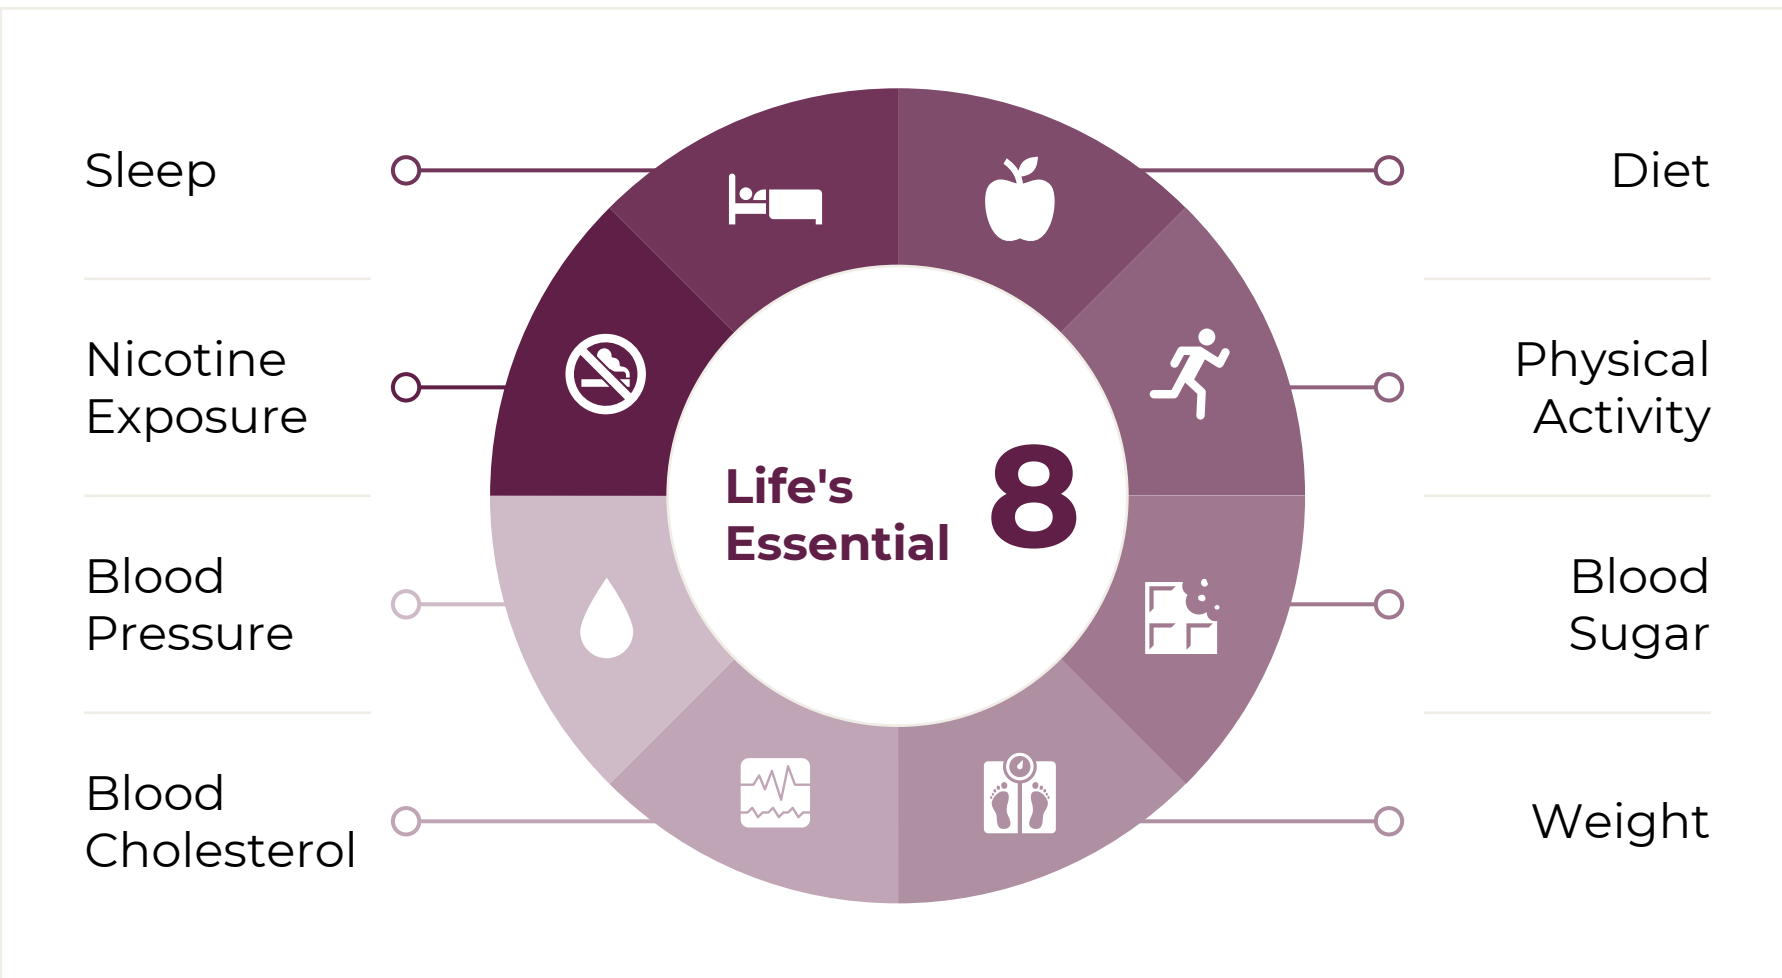 Sleep
Nicotine
Exposure
Blood
Pressure
Blood
Cholesterol
Life's
Essential
8
Diet
Physical
Activity
Blood
Sugar
Weight